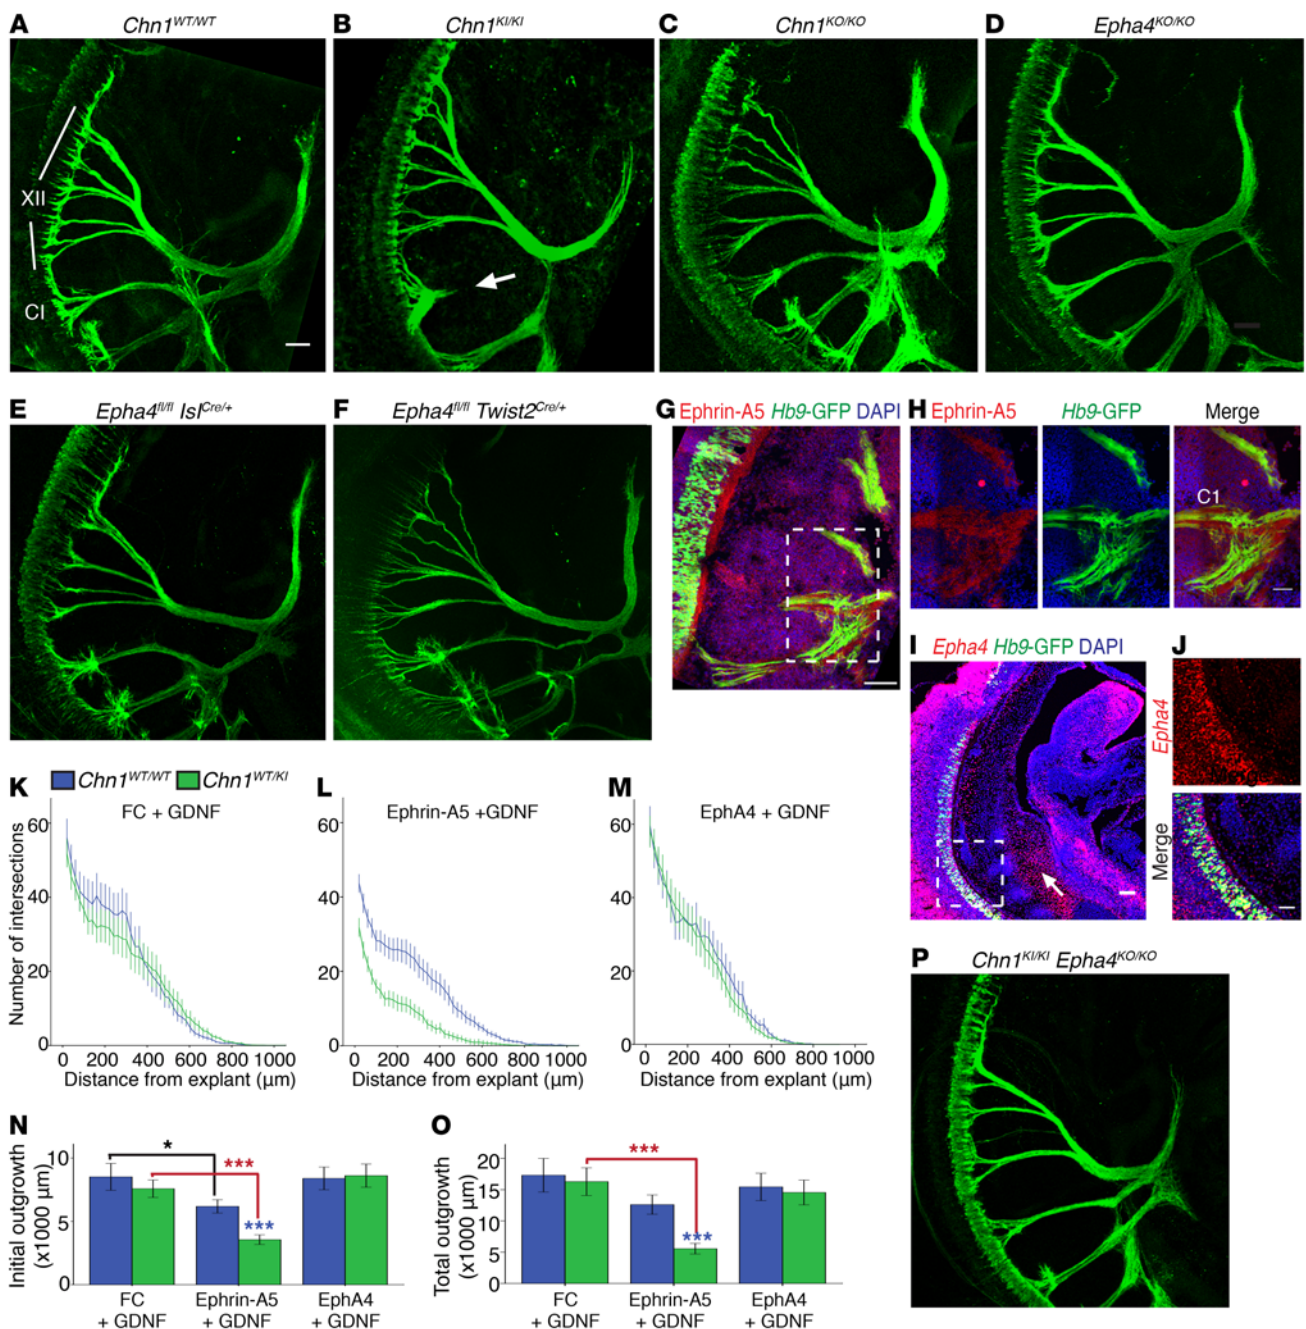 A Chn1WT/WT
B Chn1KI/KI
C Chn1KO/KO
D Epha4KO/KO
XII
CI
E Epha4fl/fl IslCre/+
F Epha4fl/fl Twist2Cre/+
G Ephrin-A5 Hb9-GFP DAPI
H Ephrin-A5 Hb9-GFP Merge
C1
I Epha4 Hb9-GFP DAPI
J
Epha4
Merge
Chn1WT/WT Chn1WT/KI
K FC + GDNF
L Ephrin-A5 +GDNF
M EphA4 + GDNF
Number of intersections
60
40
20
0
0 200 400 600 800 1000
Distance from explant (µm)
60
40
20
0
0 200 400 600 800 1000
Distance from explant (µm)
60
40
20
0
0 200 400 600 800 1000
Distance from explant (µm)
N
Initial outgrowth
(x1000 µm)
10
5
0
*
***
***
FC
+ GDNF
Ephrin-A5
+ GDNF
EphA4
+ GDNF
O
Total outgrowth
(x1000 µm)
20
15
10
5
0
***
***
FC
+ GDNF
Ephrin-A5
+ GDNF
EphA4
+ GDNF
P Chn1KI/KI Epha4KO/KO